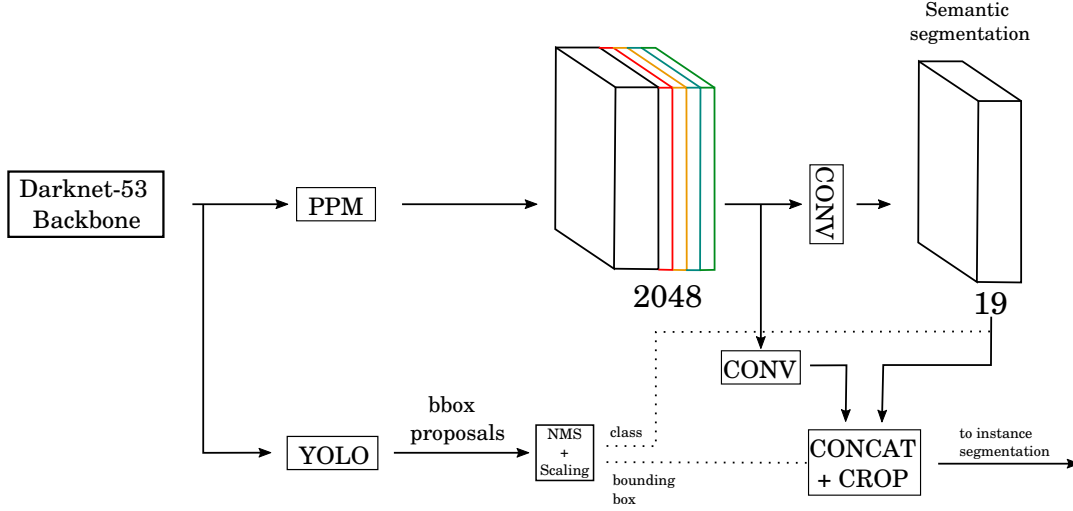 Semantic
segmentation
Darknet-53
Backbone
PPM
CONV
2048
19
CONV
bbox
proposals
YOLO
NMS
+
Scaling
class
bounding
box
CONCAT
+ CROP
to instance
segmentation